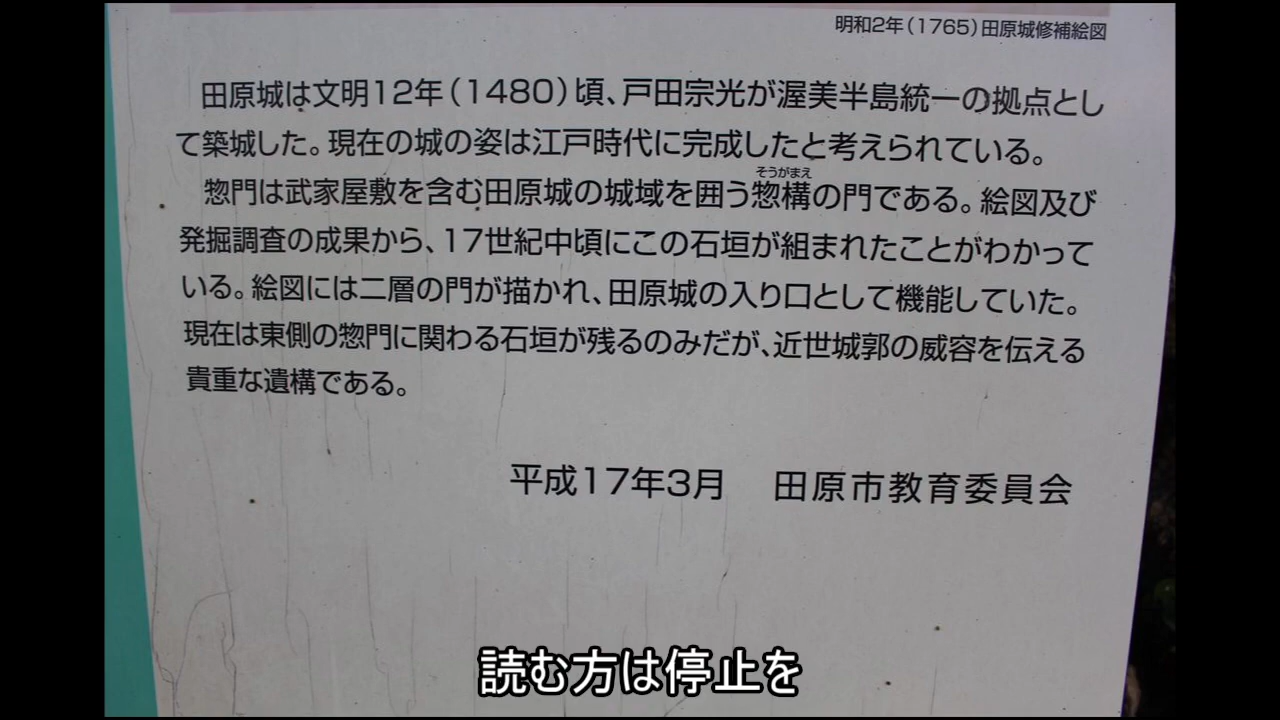 明和2年(1765)田原城修補絵図
田原城は文明12年(1480)頃、戸田宗光が渥美半島統一の拠点とし
て築城した。現在の城の姿は江戸時代に完成したと考えられている。
そうがまえ
惣門は武家屋敷を含む田原城の城域を囲う惣構の門である。絵図及び
発掘調査の成果から、17世紀中頃にこの石垣が組まれたことがわかって
いる。絵図には二層の門が描かれ、田原城の入り口として機能していた。
現在は東側の惣門に関わる石垣が残るのみだが、近世城郭の威容を伝える
貴重な遺構である。
平成17年3月 田原市教育委員会
読む方は停止を